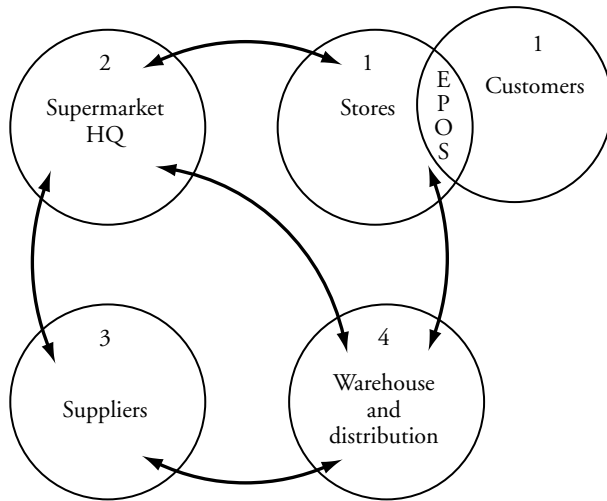 2
Supermarket
HQ
1
Stores
E
P
O
S
1
Customers
3
Suppliers
4
Warehouse
and
distribution